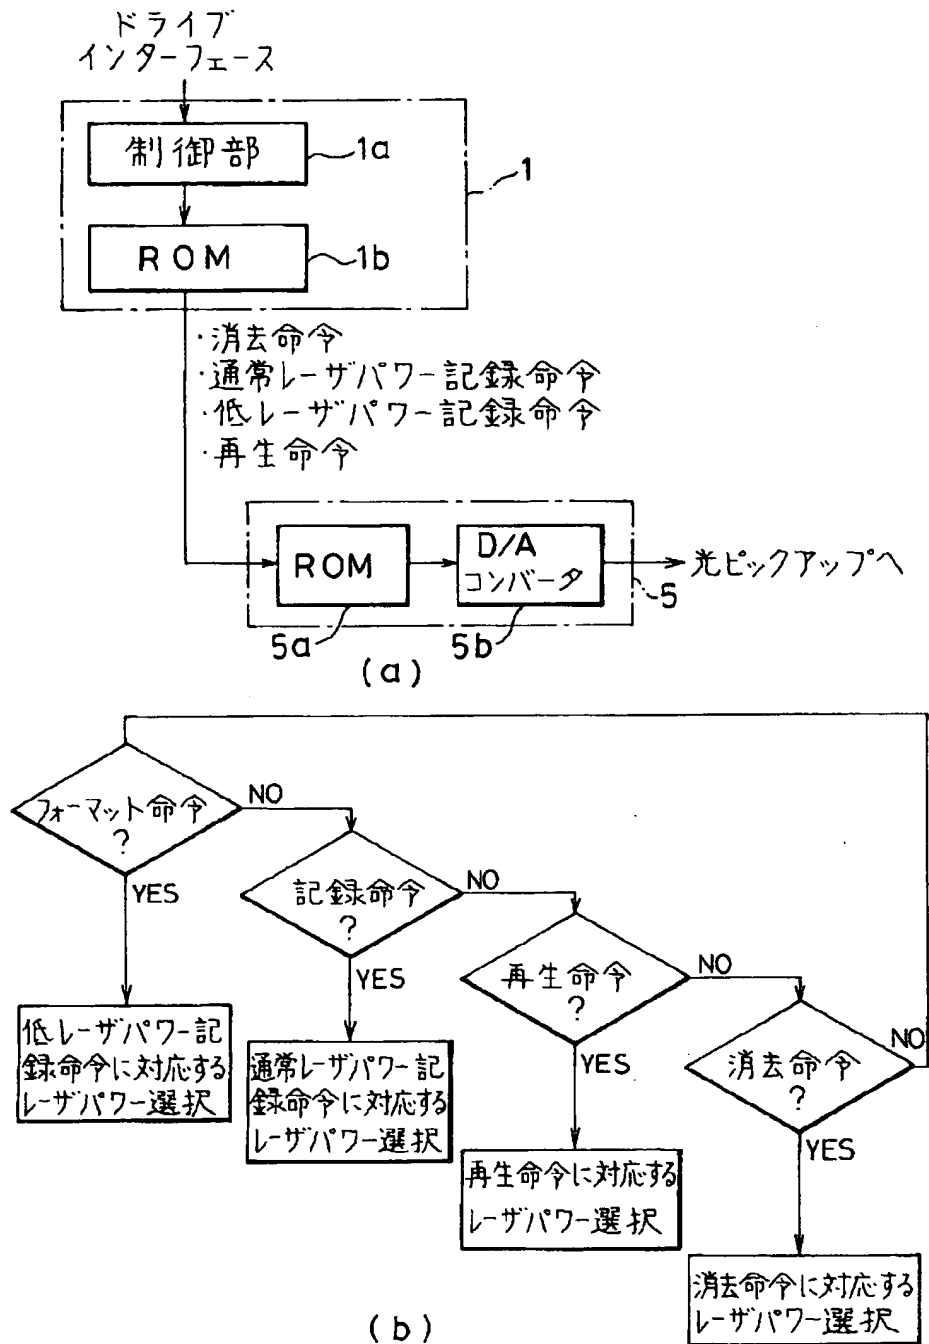 ドライブ
インターフェース
制御部
1a
1
ROM
1b
・消去命令
・通常レーザパワー記録命令
・低レーザパワー記録命令
・再生命令
ROM
D/A
コンバータ
光ピックアップへ
5
5a
5b
(a)
フォーマット命令
?
NO
YES
記録命令
?
NO
YES
再生命令
?
NO
YES
消去命令
?
NO
YES
低レーザパワー記
録命令に対応する
レーザパワー選択
通常レーザパワー記
録命令に対応する
レーザパワー選択
再生命令に対応する
レーザパワー選択
消去命令に対応する
レーザパワー選択
(b)